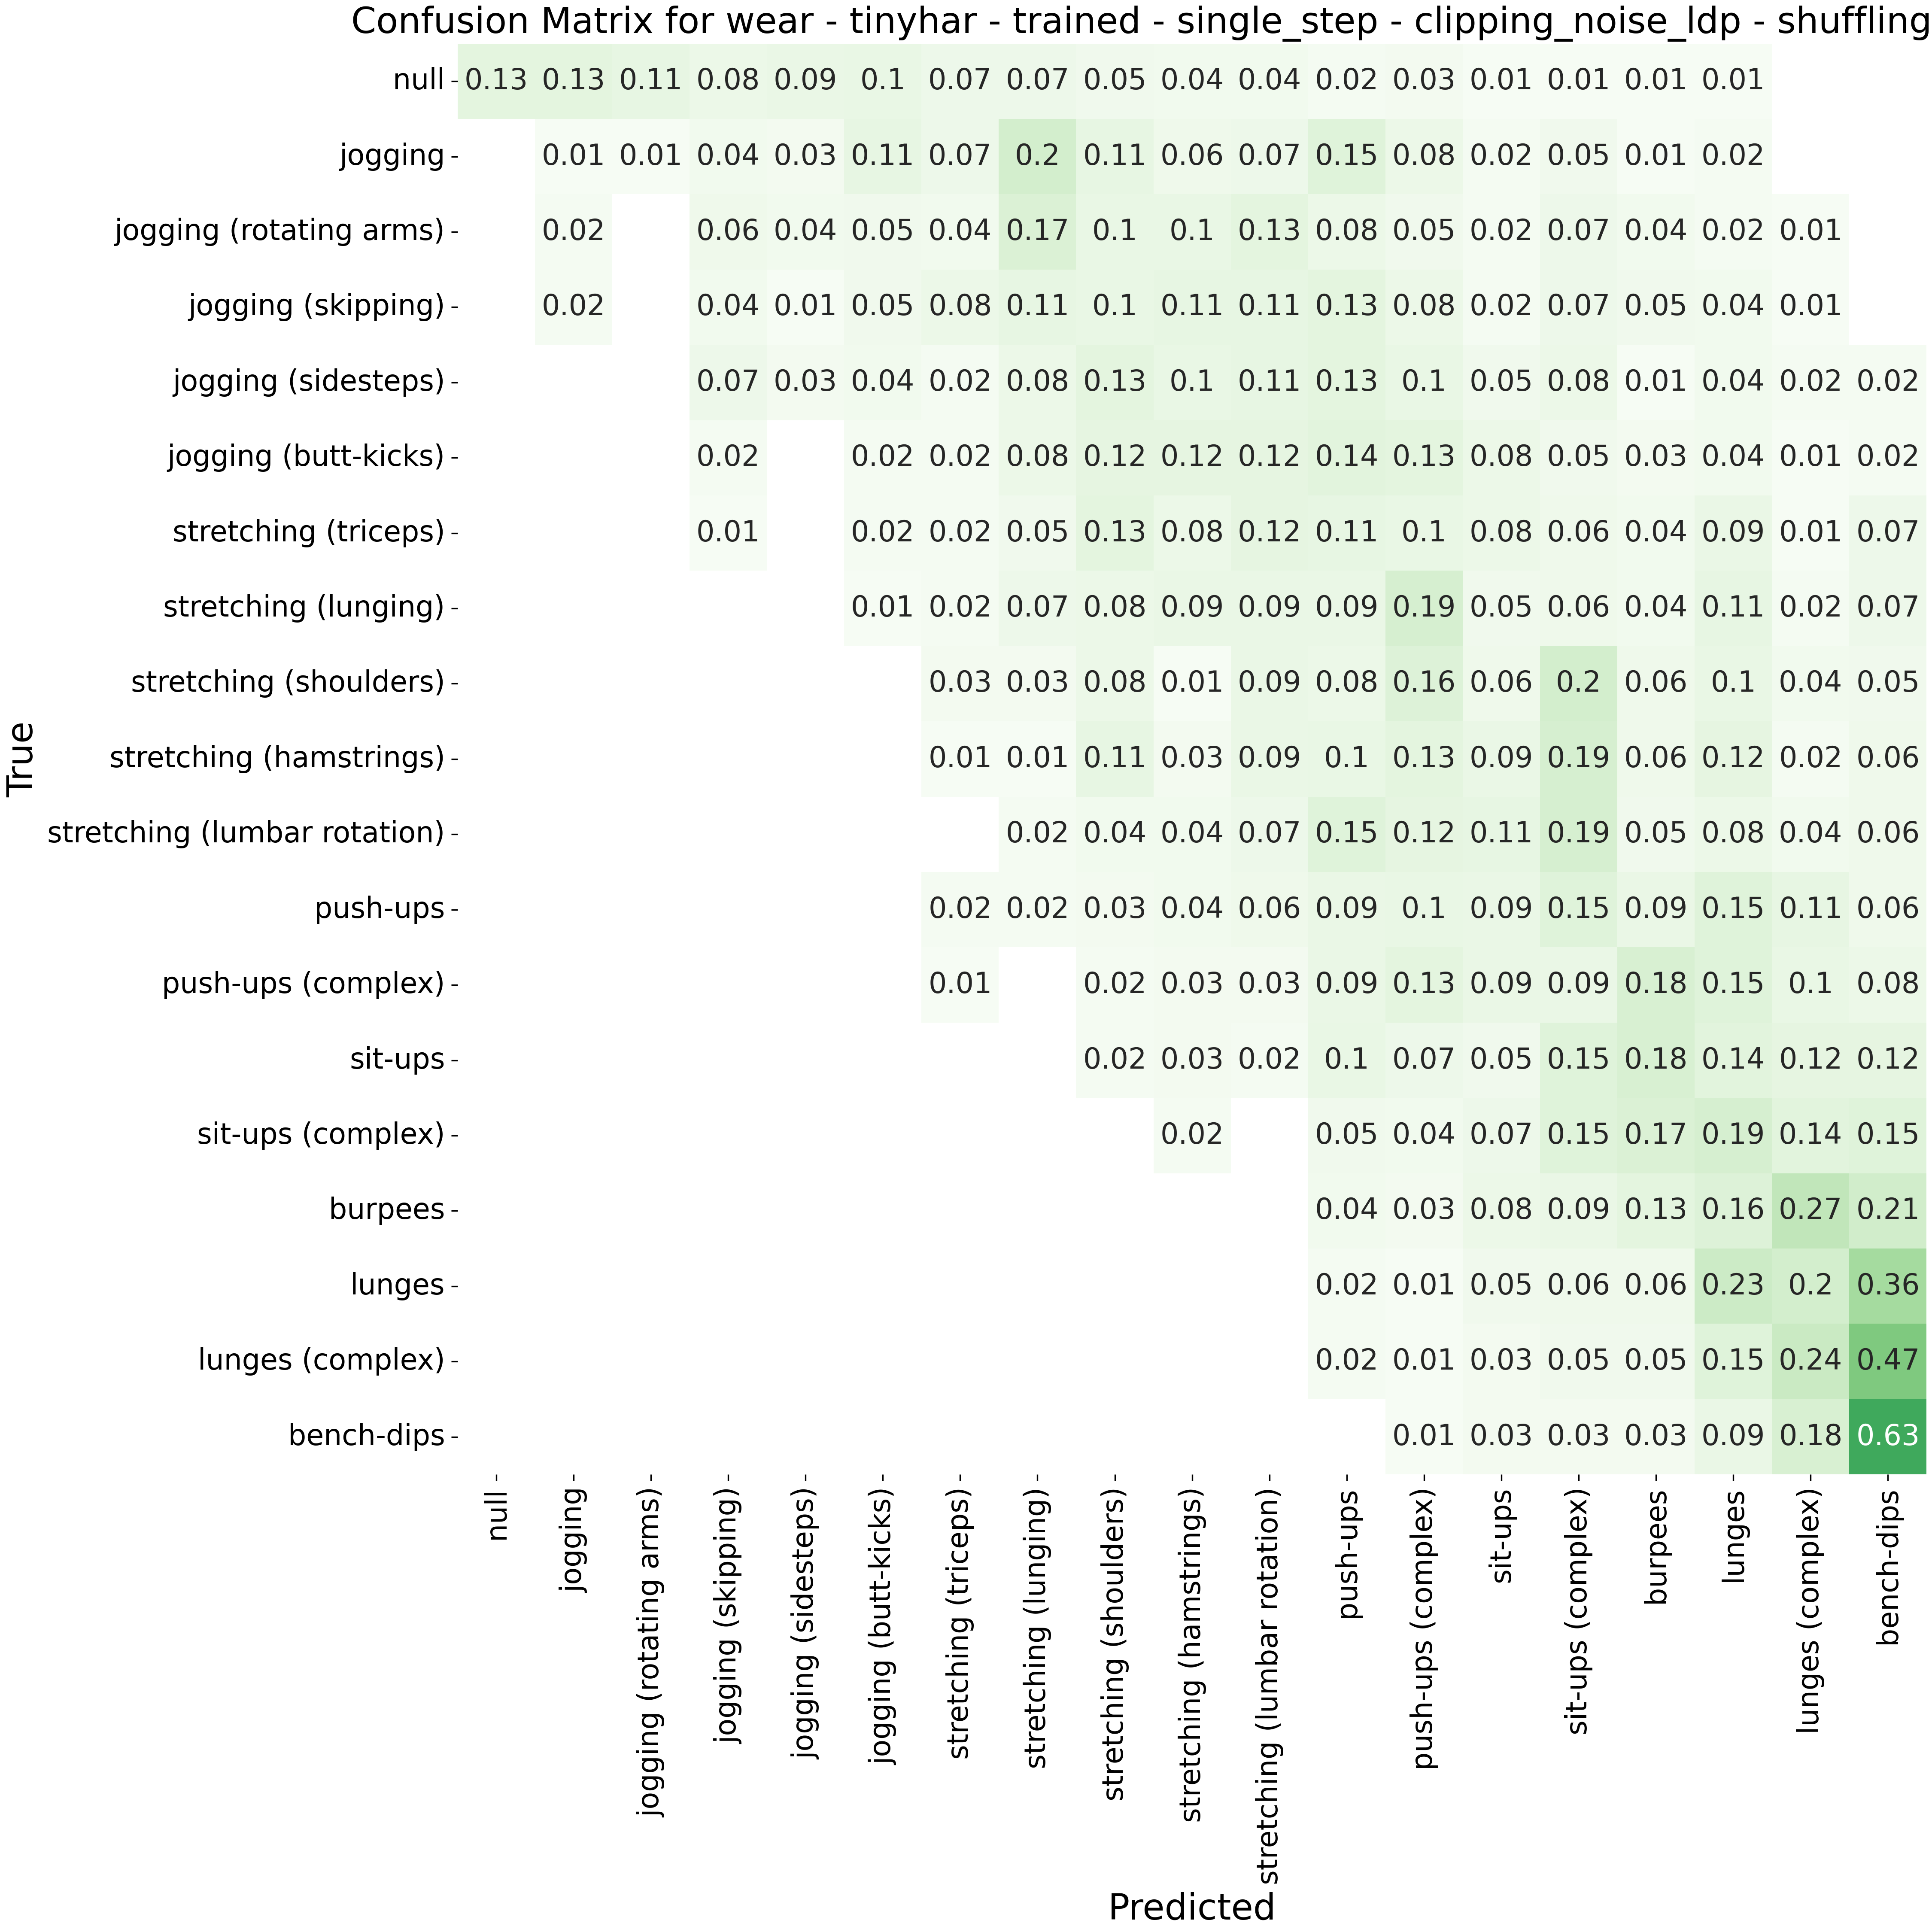 Confusion Matrix for wear - tinyhar - trained - single_step - clipping_noise_ldp - shuffling
null 0.13 0.13 0.11 0.08 0.09 0.1 0.07 0.07 0.05 0.04 0.04 0.02 0.03 0.01 0.01 0.01 0.01
jogging 0.01 0.01 0.04 0.03 0.11 0.07 0.2 0.11 0.06 0.07 0.15 0.08 0.02 0.05 0.01 0.02
jogging (rotating arms) 0.02 0.06 0.04 0.05 0.04 0.17 0.1 0.1 0.13 0.08 0.05 0.02 0.07 0.04 0.02 0.01
jogging (skipping) 0.02 0.04 0.01 0.05 0.08 0.11 0.1 0.11 0.11 0.13 0.08 0.02 0.07 0.05 0.04 0.01
jogging (sidesteps) 0.07 0.03 0.04 0.02 0.08 0.13 0.1 0.11 0.13 0.1 0.05 0.08 0.01 0.04 0.02 0.02
jogging (butt-kicks) 0.02 0.02 0.02 0.08 0.12 0.12 0.12 0.14 0.13 0.08 0.05 0.03 0.04 0.01 0.02
stretching (triceps) 0.01 0.02 0.02 0.05 0.13 0.08 0.12 0.11 0.1 0.08 0.06 0.04 0.09 0.01 0.07
stretching (lunging) 0.01 0.02 0.07 0.08 0.09 0.09 0.09 0.19 0.05 0.06 0.04 0.11 0.02 0.07
stretching (shoulders) 0.03 0.03 0.08 0.01 0.09 0.08 0.16 0.06 0.2 0.06 0.1 0.04 0.05
stretching (hamstrings) 0.01 0.01 0.11 0.03 0.09 0.1 0.13 0.09 0.19 0.06 0.12 0.02 0.06
stretching (lumbar rotation) 0.02 0.04 0.04 0.07 0.15 0.12 0.11 0.19 0.05 0.08 0.04 0.06
push-ups 0.02 0.02 0.03 0.04 0.06 0.09 0.1 0.09 0.15 0.09 0.15 0.11 0.06
push-ups (complex) 0.01 0.02 0.03 0.03 0.09 0.13 0.09 0.09 0.18 0.15 0.1 0.08
sit-ups 0.02 0.03 0.02 0.1 0.07 0.05 0.15 0.18 0.14 0.12 0.12
sit-ups (complex) 0.02 0.05 0.04 0.07 0.15 0.17 0.19 0.14 0.15
burpees 0.04 0.03 0.08 0.09 0.13 0.16 0.27 0.21
lunges 0.02 0.01 0.05 0.06 0.06 0.23 0.2 0.36
lunges (complex) 0.02 0.01 0.03 0.05 0.05 0.15 0.24 0.47
bench-dips 0.01 0.03 0.03 0.03 0.09 0.18 0.63
True
null
jogging
jogging (rotating arms)
jogging (skipping)
jogging (sidesteps)
jogging (butt-kicks)
stretching (triceps)
stretching (lunging)
stretching (shoulders)
stretching (hamstrings)
stretching (lumbar rotation)
push-ups
push-ups (complex)
sit-ups
sit-ups (complex)
burpees
lunges
lunges (complex)
bench-dips
Predicted